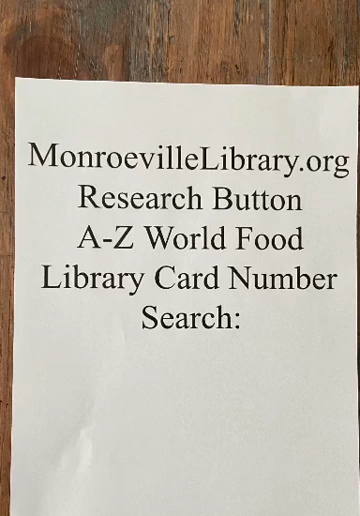 MonroevilleLibrary.org
Research Button
A-Z World Food
Library Card Number
Search: